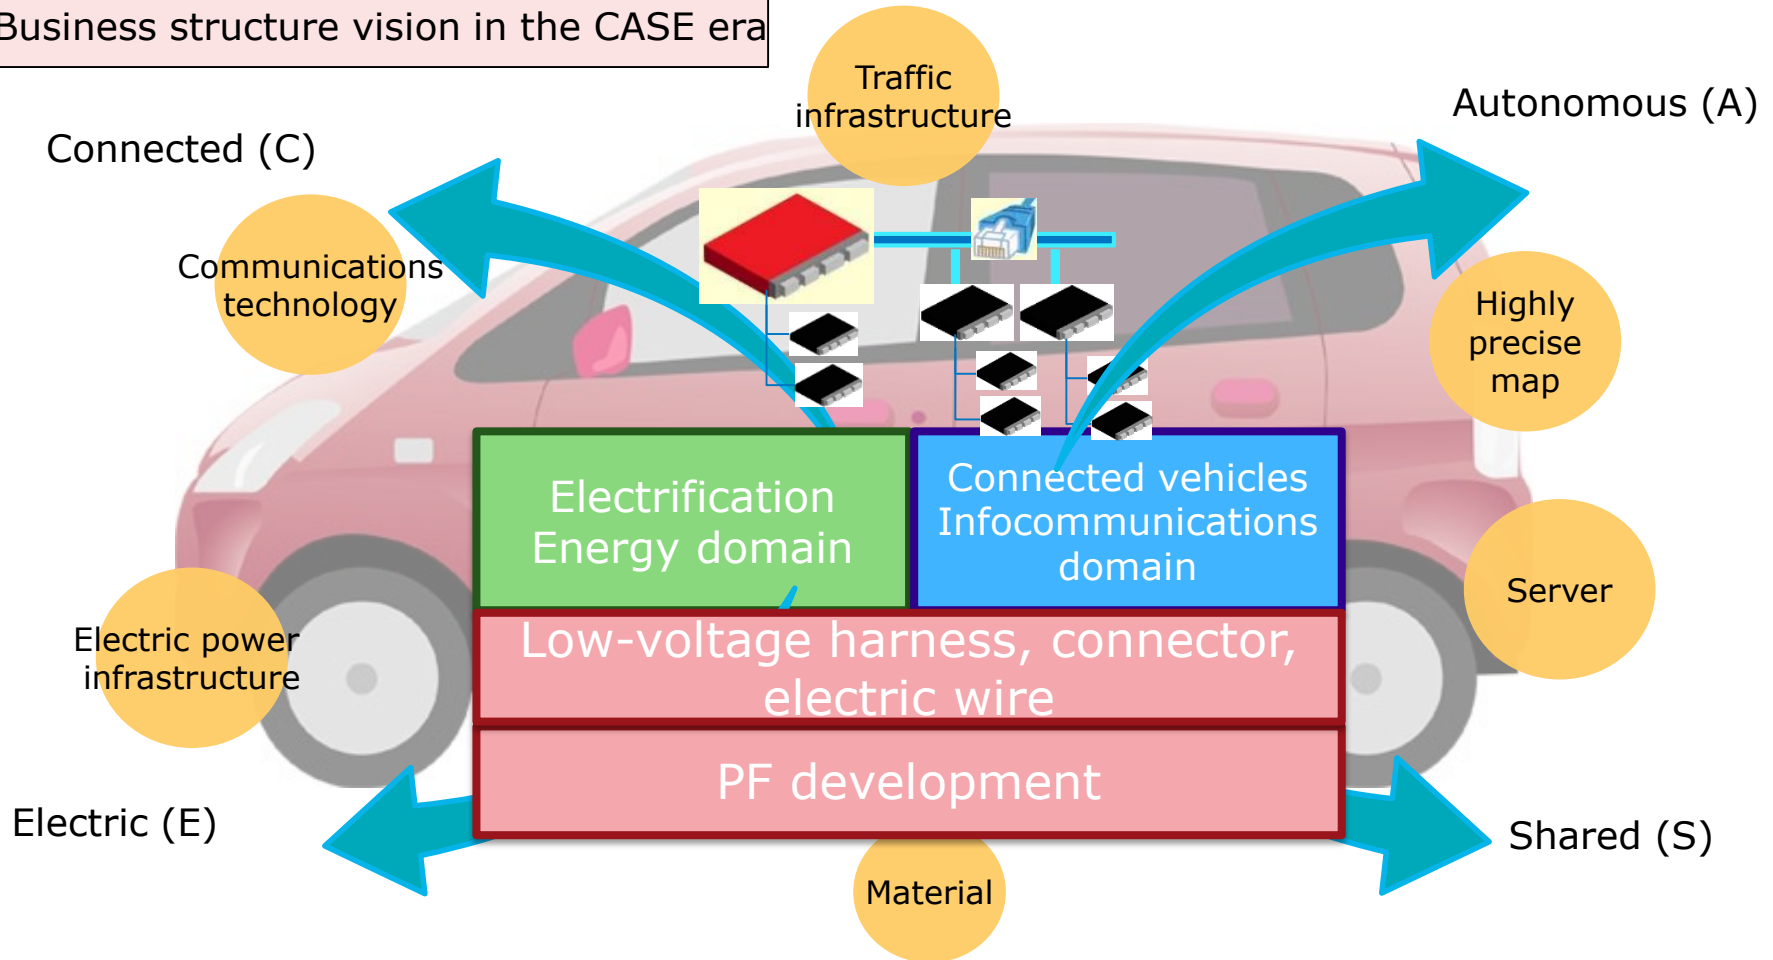 Business structure vision in the CASE era
Traffic
infrastructure
Autonomous (A)
Connected (C)
Communications
technology
Highly
precise
map
Electrification
Energy domain
Connected vehicles
Infocommunications
domain
Server
Electric power
infrastructure
Low-voltage harness, connector,
electric wire
PF development
Electric (E)
Shared (S)
Material